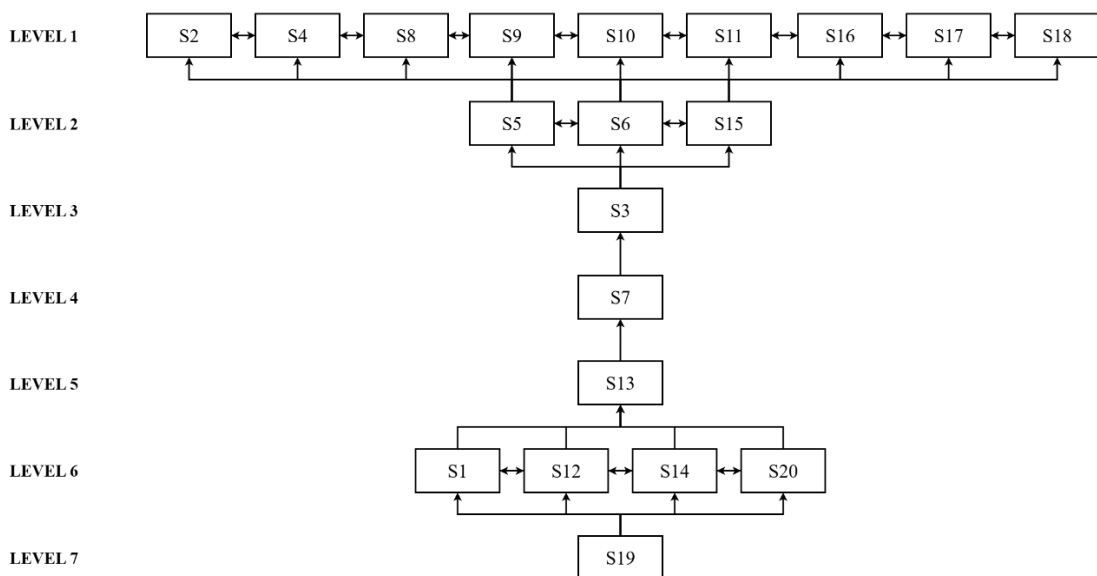 LEVEL 1 S2 S4 S8 S9 S10 S11 S16 S17 S18
LEVEL 2 S5 S6 S15
LEVEL 3 S3
LEVEL 4 S7
LEVEL 5 S13
LEVEL 6 S1 S12 S14 S20
LEVEL 7 S19